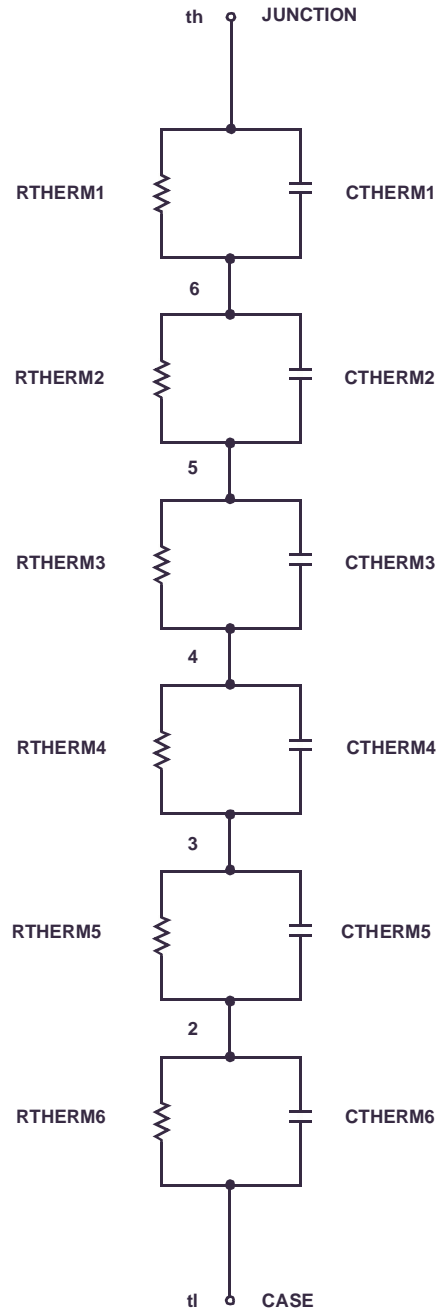 th JUNCTION
RTHERM1 CTHERM1
6
RTHERM2 CTHERM2
5
RTHERM3 CTHERM3
4
RTHERM4 CTHERM4
3
RTHERM5 CTHERM5
2
RTHERM6 CTHERM6
tl CASE